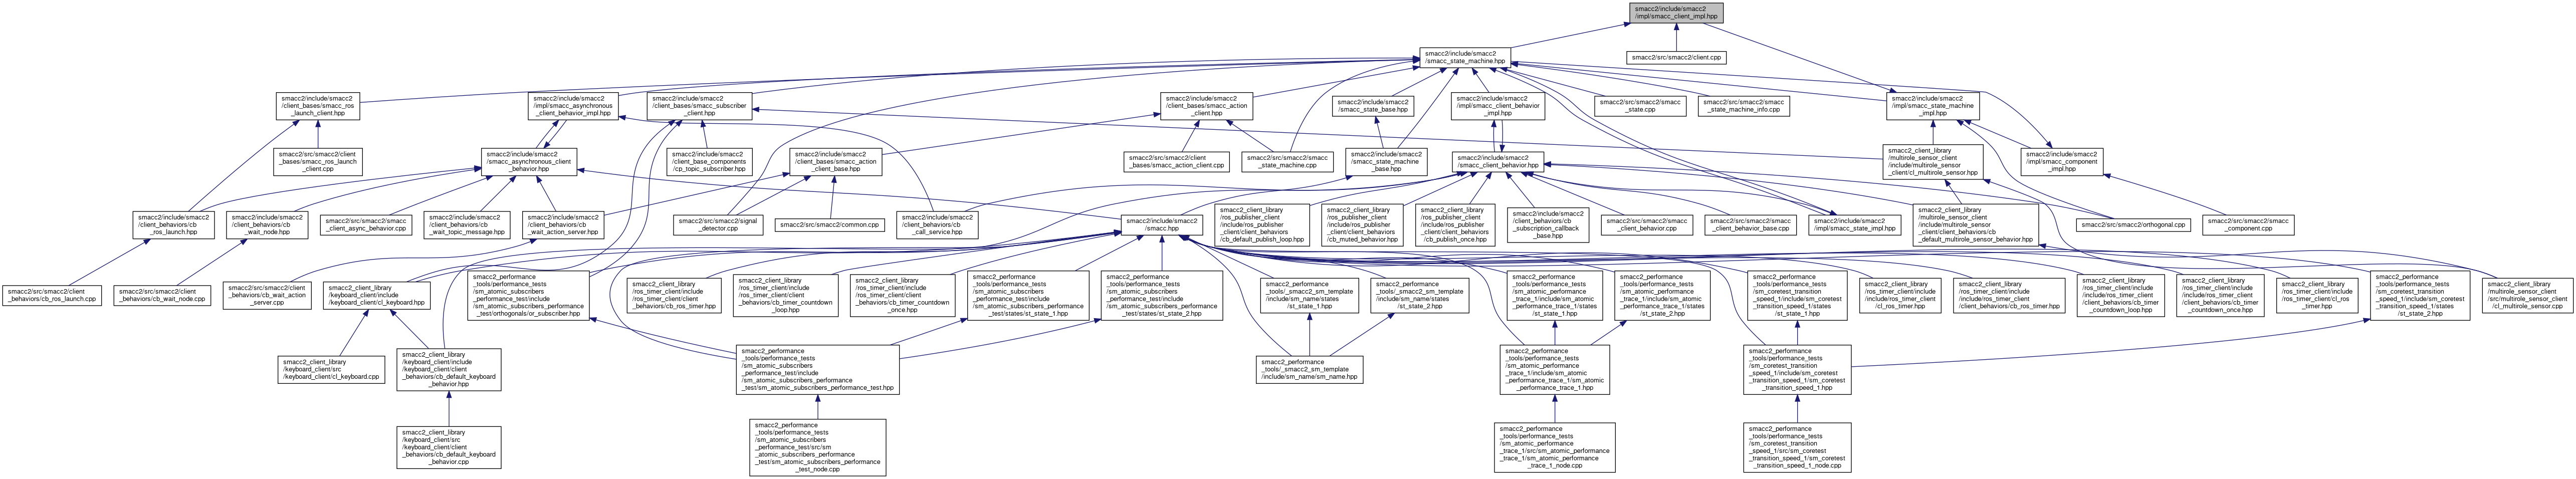 smacc2/include/smacc2
/impl/smacc_client_impl.hpp
smacc2/include/smacc2
/smacc_state_machine.hpp
smacc2/src/smacc2/client.cpp
smacc2/include/smacc2
/client_bases/smacc_ros
_launch_client.hpp
smacc2/include/smacc2
/impl/smacc_asynchronous
_client_behavior_impl.hpp
smacc2/include/smacc2
/client_bases/smacc_subscriber
_client.hpp
smacc2/include/smacc2
/client_bases/smacc_action
_client.hpp
smacc2/include/smacc2
/smacc_state_base.hpp
smacc2/include/smacc2
/impl/smacc_client_behavior
_impl.hpp
smacc2/src/smacc2/smacc
_state.cpp
smacc2/src/smacc2/smacc
_state_machine_info.cpp
smacc2/include/smacc2
/impl/smacc_state_machine
_impl.hpp
smacc2/src/smacc2/client
_bases/smacc_ros_launch
_client.cpp
smacc2/include/smacc2
/smacc_asynchronous_client
_behavior.hpp
smacc2/include/smacc2
/client_base_components
/cp_topic_subscriber.hpp
smacc2/include/smacc2
/client_bases/smacc_action
_client_base.hpp
smacc2/src/smacc2/client
_bases/smacc_action_client.cpp
smacc2/src/smacc2/smacc
_state_machine.cpp
smacc2/include/smacc2
/smacc_state_machine
_base.hpp
smacc2/include/smacc2
/smacc_client_behavior.hpp
smacc2_client_library
/multirole_sensor_client
/include/multirole_sensor
_client/cl_multirole_sensor.hpp
smacc2/include/smacc2
/impl/smacc_component
_impl.hpp
smacc2/include/smacc2
/client_behaviors/cb
_ros_launch.hpp
smacc2/include/smacc2
/client_behaviors/cb
_wait_node.hpp
smacc2/src/smacc2/smacc
_client_async_behavior.cpp
smacc2/include/smacc2
/client_behaviors/cb
_wait_topic_message.hpp
smacc2/include/smacc2
/client_behaviors/cb
_wait_action_server.hpp
smacc2/src/smacc2/signal
_detector.cpp
smacc2/src/smacc2/common.cpp
smacc2/include/smacc2
/client_behaviors/cb
_call_service.hpp
smacc2/include/smacc2
/smacc.hpp
smacc2_client_library
/ros_publisher_client
/include/ros_publisher
_client/client_behaviors
/cb_default_publish_loop.hpp
smacc2_client_library
/ros_publisher_client
/include/ros_publisher
_client/client_behaviors
/cb_muted_behavior.hpp
smacc2_client_library
/ros_publisher_client
/include/ros_publisher
_client/client_behaviors
/cb_publish_once.hpp
smacc2/include/smacc2
/client_behaviors/cb
_subscription_callback
_base.hpp
smacc2/src/smacc2/smacc
_client_behavior.cpp
smacc2/src/smacc2/smacc
_client_behavior_base.cpp
smacc2/include/smacc2
/impl/smacc_state_impl.hpp
smacc2_client_library
/multirole_sensor_client
/include/multirole_sensor
_client/client_behaviors/cb
_default_multirole_sensor_behavior.hpp
smacc2/src/smacc2/orthogonal.cpp
smacc2/src/smacc2/smacc
_component.cpp
smacc2/src/smacc2/client
_behaviors/cb_ros_launch.cpp
smacc2/src/smacc2/client
_behaviors/cb_wait_node.cpp
smacc2/src/smacc2/client
_behaviors/cb_wait_action
_server.cpp
smacc2_client_library
/keyboard_client/include
/keyboard_client/cl_keyboard.hpp
smacc2_performance
_tools/performance_tests
/sm_atomic_subscribers
_performance_test/include
/sm_atomic_subscribers_performance
_test/orthogonals/or_subscriber.hpp
smacc2_client_library
/ros_timer_client/include
/ros_timer_client/client
_behaviors/cb_ros_timer.hpp
smacc2_client_library
/ros_timer_client/include
/ros_timer_client/client
_behaviors/cb_timer_countdown
_loop.hpp
smacc2_client_library
/ros_timer_client/include
/ros_timer_client/client
_behaviors/cb_timer_countdown
_once.hpp
smacc2_performance
_tools/performance_tests
/sm_atomic_subscribers
_performance_test/include
/sm_atomic_subscribers_performance
_test/states/st_state_1.hpp
smacc2_performance
_tools/performance_tests
/sm_atomic_subscribers
_performance_test/include
/sm_atomic_subscribers_performance
_test/states/st_state_2.hpp
smacc2_performance
_tools/_smacc2_sm_template
/include/sm_name/states
/st_state_1.hpp
smacc2_performance
_tools/_smacc2_sm_template
/include/sm_name/states
/st_state_2.hpp
smacc2_performance
_tools/performance_tests
/sm_atomic_performance
_trace_1/include/sm_atomic
_performance_trace_1/states
/st_state_1.hpp
smacc2_performance
_tools/performance_tests
/sm_atomic_performance
_trace_1/include/sm_atomic
_performance_trace_1/states
/st_state_2.hpp
smacc2_performance
_tools/performance_tests
/sm_coretest_transition
_speed_1/include/sm_coretest
_transition_speed_1/states
/st_state_1.hpp
smacc2_client_library
/ros_timer_client/include
/include/ros_timer_client
/cl_ros_timer.hpp
smacc2_client_library
/ros_timer_client/include
/include/ros_timer_client
/client_behaviors/cb_ros_timer.hpp
smacc2_client_library
/ros_timer_client/include
/include/ros_timer_client
/client_behaviors/cb_timer
_countdown_loop.hpp
smacc2_client_library
/ros_timer_client/include
/include/ros_timer_client
/client_behaviors/cb_timer
_countdown_once.hpp
smacc2_client_library
/ros_timer_client/include
/ros_timer_client/cl_ros
_timer.hpp
smacc2_performance
_tools/performance_tests
/sm_coretest_transition
_speed_1/include/sm_coretest
_transition_speed_1/states
/st_state_2.hpp
smacc2_client_library
/multirole_sensor_client
/src/multirole_sensor_client
/cl_multirole_sensor.cpp
smacc2_client_library
/keyboard_client/src
/keyboard_client/cl_keyboard.cpp
smacc2_client_library
/keyboard_client/include
/keyboard_client/client
_behaviors/cb_default_keyboard
_behavior.hpp
smacc2_performance
_tools/performance_tests
/sm_atomic_subscribers
_performance_test/include
/sm_atomic_subscribers_performance
_test/sm_atomic_subscribers_performance_test.hpp
smacc2_performance
_tools/_smacc2_sm_template
/include/sm_name/sm_name.hpp
smacc2_performance
_tools/performance_tests
/sm_atomic_performance
_trace_1/include/sm_atomic
_performance_trace_1/sm_atomic
_performance_trace_1.hpp
smacc2_performance
_tools/performance_tests
/sm_coretest_transition
_speed_1/include/sm_coretest
_transition_speed_1/sm_coretest
_transition_speed_1.hpp
smacc2_client_library
/keyboard_client/src
/keyboard_client/client
_behaviors/cb_default_keyboard
_behavior.cpp
smacc2_performance
_tools/performance_tests
/sm_atomic_subscribers
_performance_test/src/sm
_atomic_subscribers_performance
_test/sm_atomic_subscribers_performance
_test_node.cpp
smacc2_performance
_tools/performance_tests
/sm_atomic_performance
_trace_1/src/sm_atomic_performance
_trace_1/sm_atomic_performance
_trace_1_node.cpp
smacc2_performance
_tools/performance_tests
/sm_coretest_transition
_speed_1/src/sm_coretest
_transition_speed_1/sm_coretest
_transition_speed_1_node.cpp